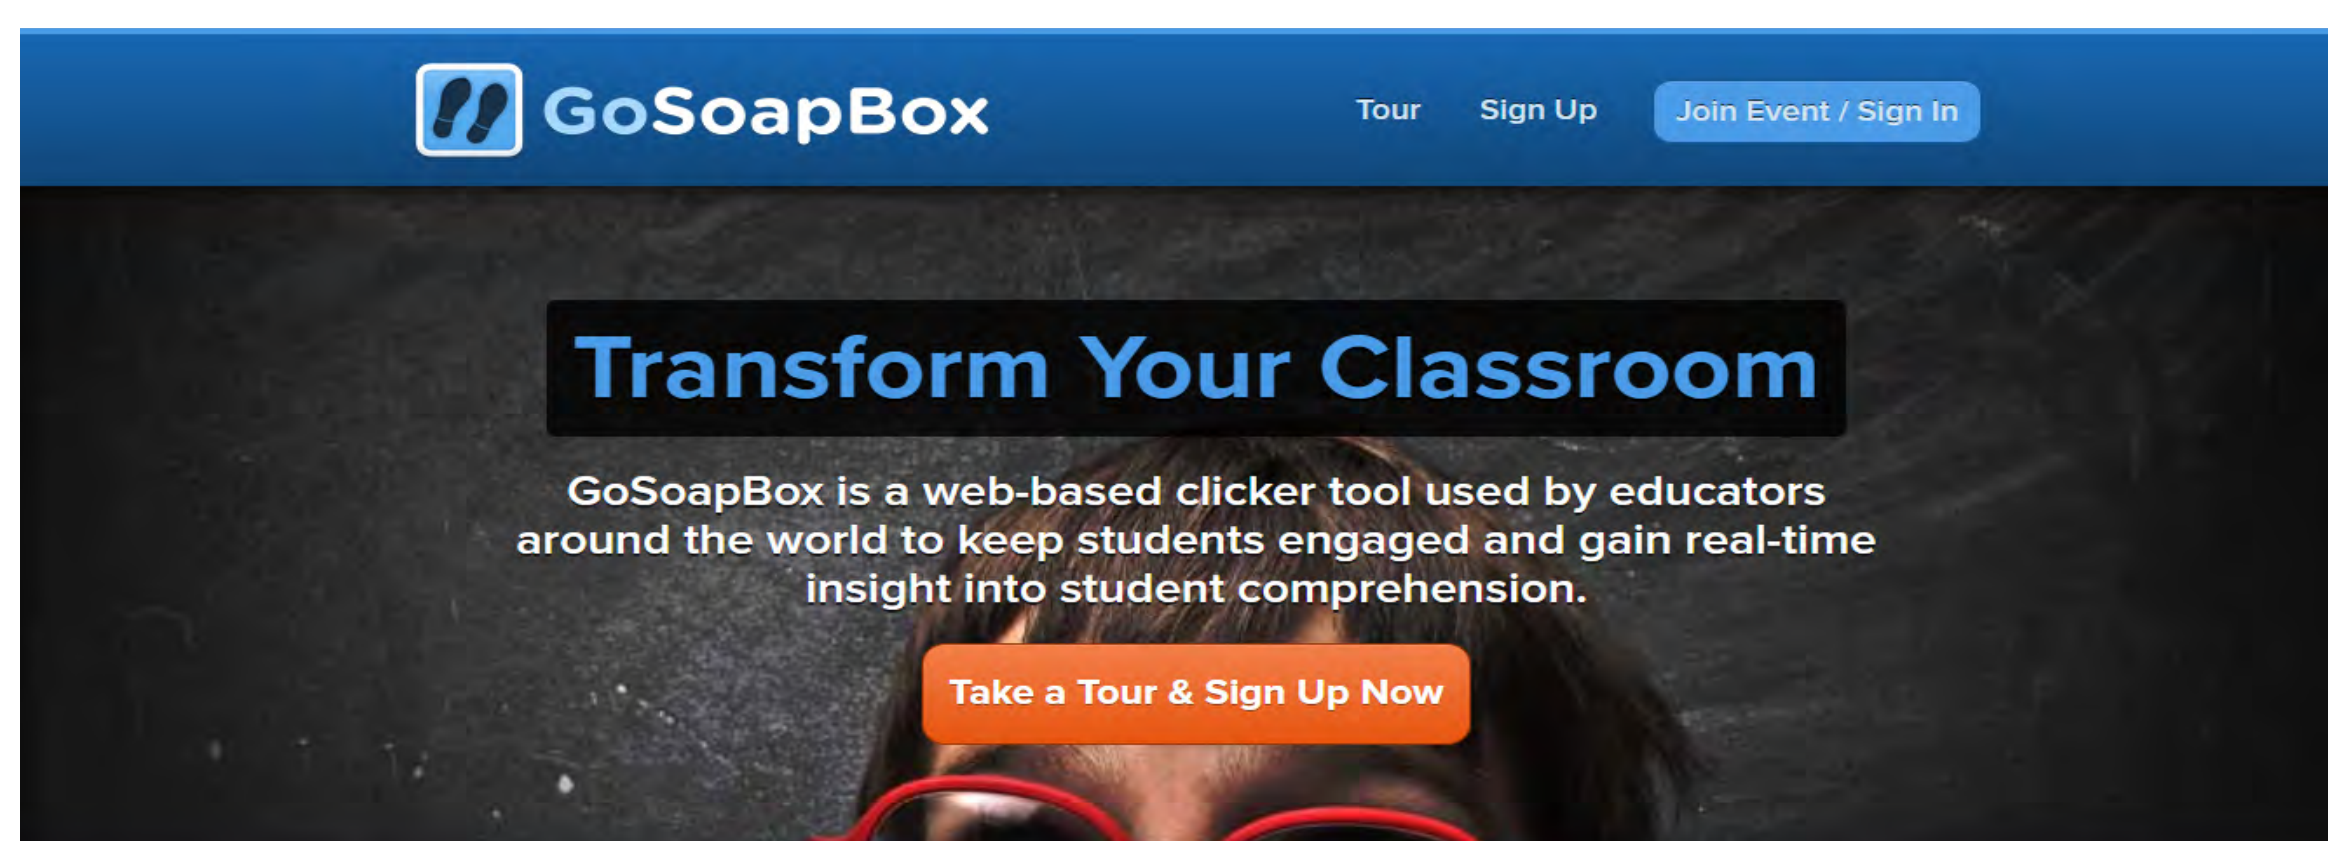 GoSoapBox
Tour
Sign Up
Join Event / Sign In
Transform Your Classroom
GoSoapBox is a web-based clicker tool used by educators
around the world to keep students engaged and gain real-time
insight into student comprehension.
Take a Tour & Sign Up Now